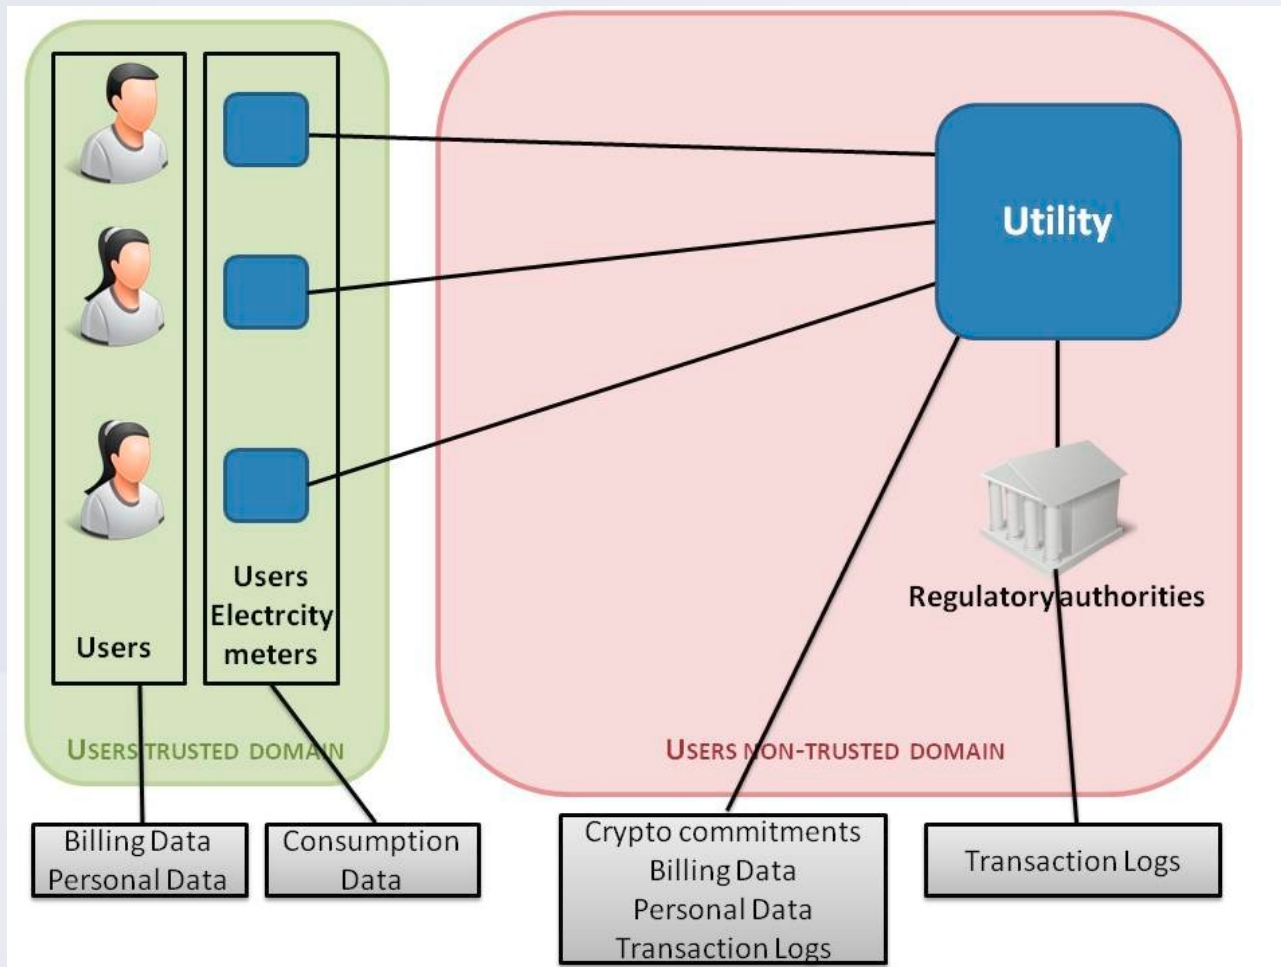 Utility
Regulatory authorities
Users
Electrcity
meters
Users
USERS TRUSTED DOMAIN
USERS NON-TRUSTED DOMAIN
Billing Data
Personal Data
Consumption
Data
Crypto commitments
Billing Data
Personal Data
Transaction Logs
Transaction Logs